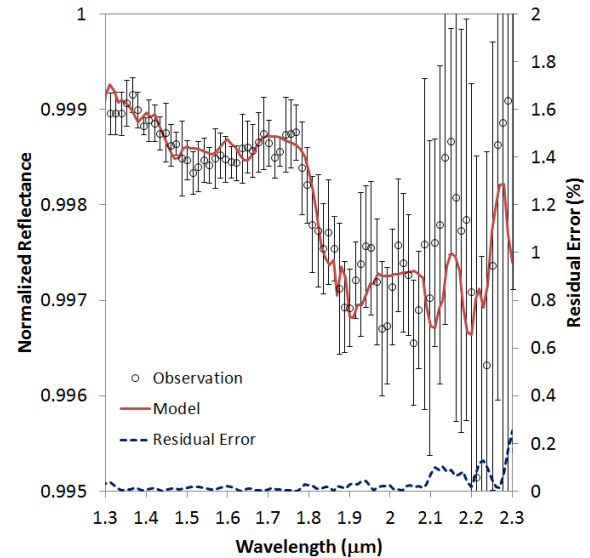 1
0.999
0.998
0.997
0.996
0.995
Normalized Reflectance
2
1.8
1.6
1.4
1.2
1
0.8
0.6
0.4
0.2
0
Residual Error (%)
Observation
Model
Residual Error
1.3 1.4 1.5 1.6 1.7 1.8 1.9 2 2.1 2.2 2.3
Wavelength (µm)